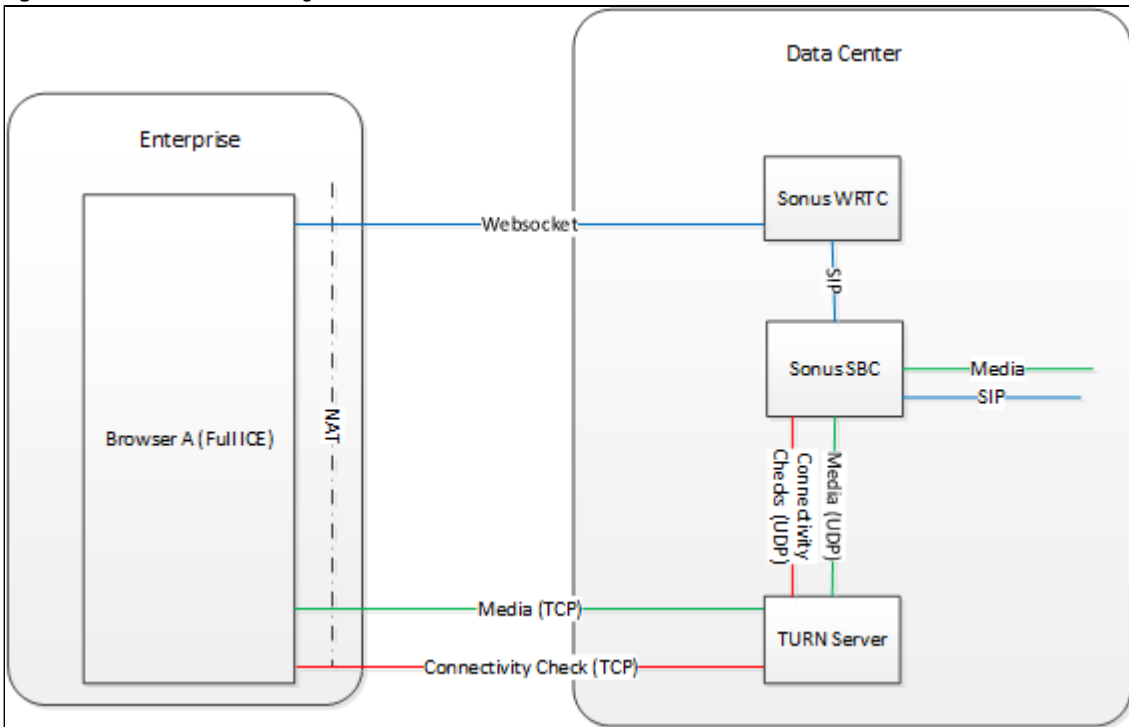 Data Center
Enterprise
Sonus WRTC
Websocket
SIP
Sonus SBC
Media
SIP
NAT
Browser A (Full ICE)
Connectivity
Checks (UDP)
Media (UDP)
Media (TCP)
TURN Server
Connectivity Check (TCP)